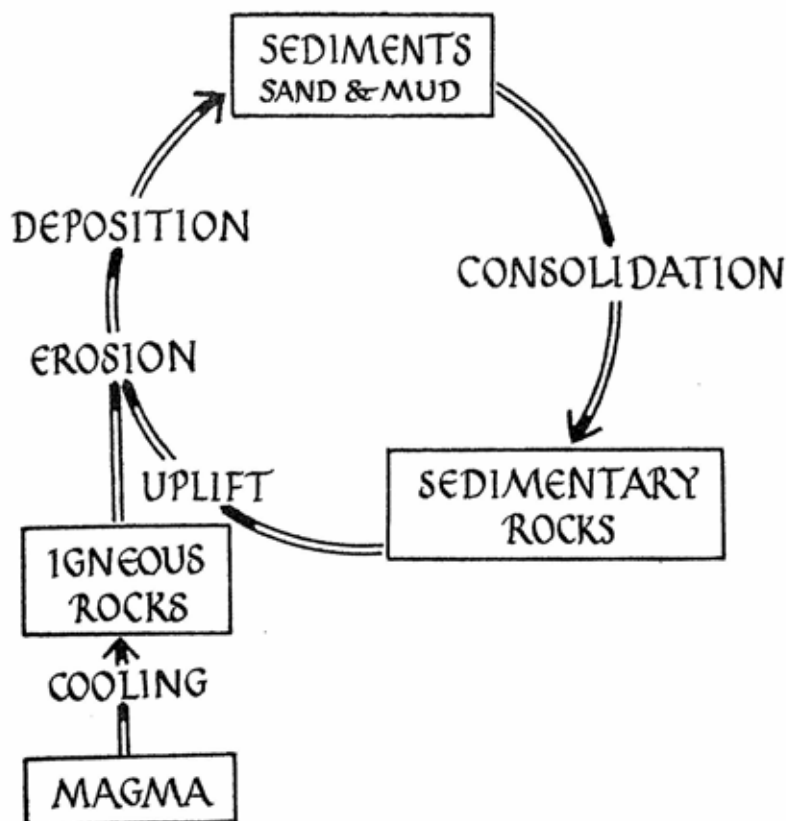 SEDIMENTS
SAND & MUD
DEPOSITION
CONSOLIDATION
EROSION
UPLIFT
SEDIMENTARY
ROCKS
IGNEOUS
ROCKS
COOLING
MAGMA